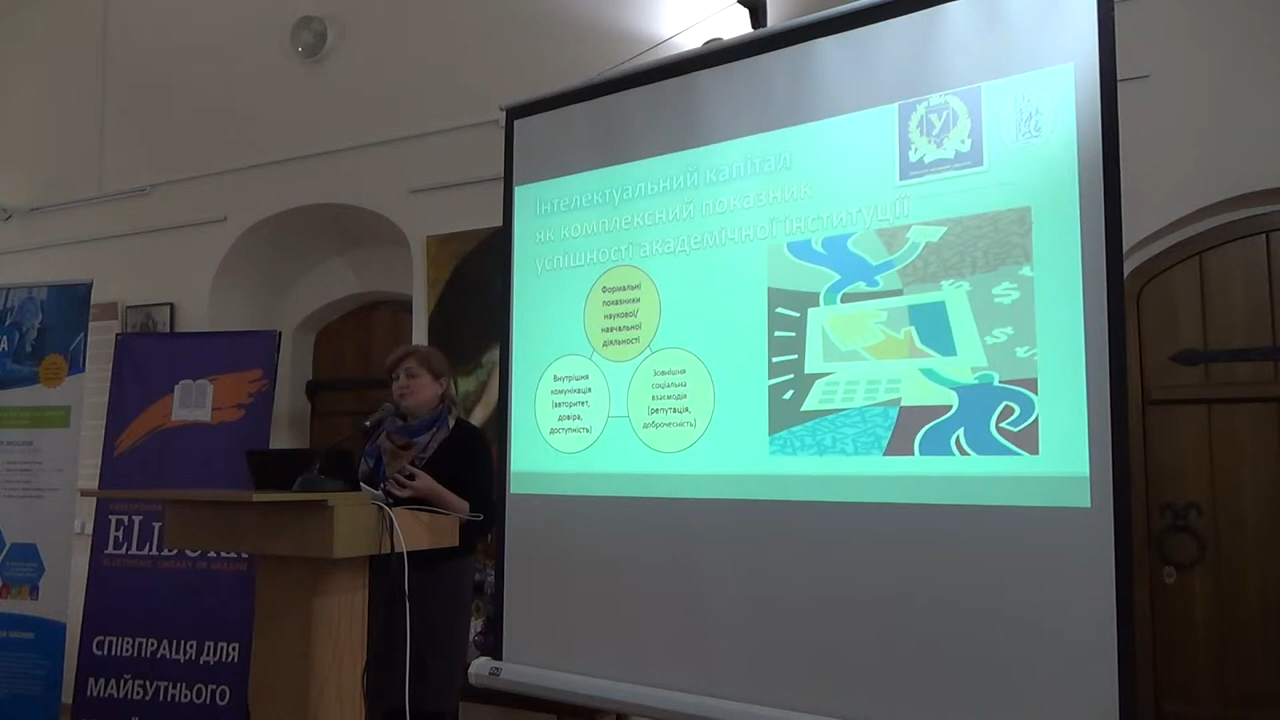 Інтелектуальний капітал
як комплексний показник
успішності академічної інституції
Формальні
показники
наукової/
навчальної
діяльності
Внутрішня
комунікація
(авторитет,
довіра,
доступність)
Зовнішня
соціальна
взаємодія
(репутація,
доброчесність)
У
ELECTRONIC LIBRARY OF UKRAINE
СПІВПРАЦЯ ДЛЯ
МАЙБУТНЬОГО